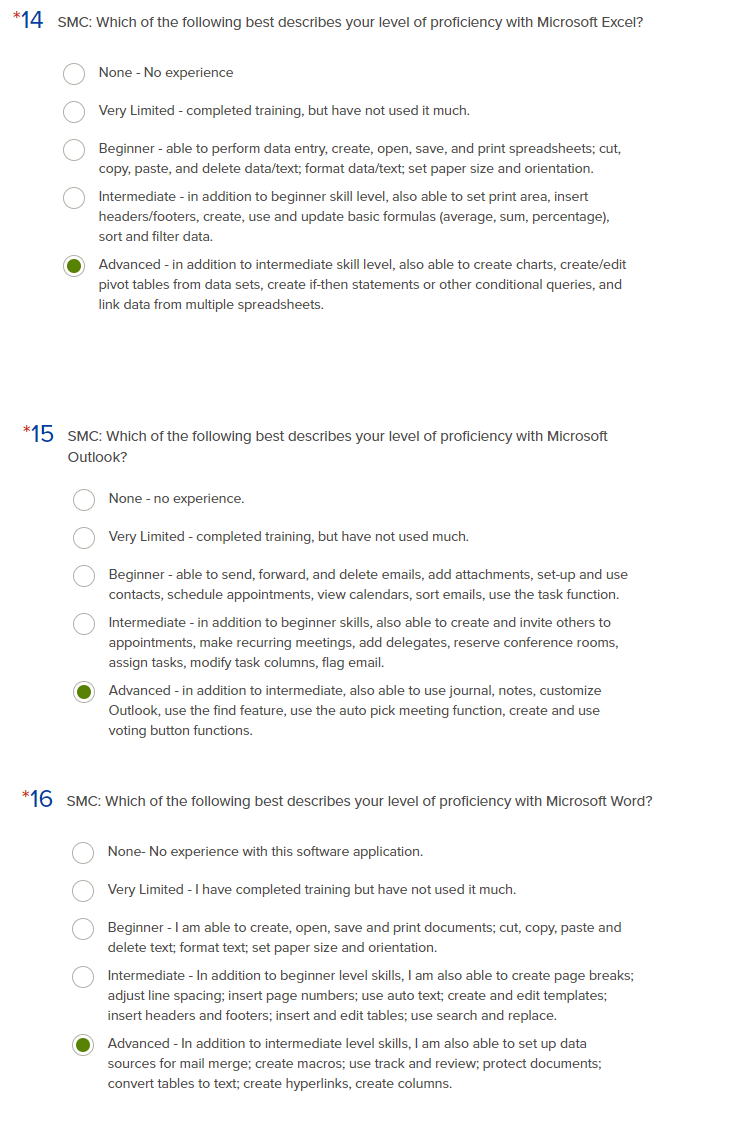 *14 SMC: Which of the following best describes your level of proficiency with Microsoft Excel?
None - No experience
Very Limited - completed training, but have not used it much.
Beginner - able to perform data entry, create, open, save, and print spreadsheets; cut,
copy, paste, and delete data/text; format data/text; set paper size and orientation.
Intermediate - in addition to beginner skill level, also able to set print area, insert
headers/footers, create, use and update basic formulas (average, sum, percentage),
sort and filter data.
Advanced - in addition to intermediate skill level, also able to create charts, create/edit
pivot tables from data sets, create if-then statements or other conditional queries, and
link data from multiple spreadsheets.
*15 SMC: Which of the following best describes your level of proficiency with Microsoft
Outlook?
None - no experience.
Very Limited - completed training, but have not used much.
Beginner - able to send, forward, and delete emails, add attachments, set-up and use
contacts, schedule appointments, view calendars, sort emails, use the task function.
Intermediate - in addition to beginner skills, also able to create and invite others to
appointments, make recurring meetings, add delegates, reserve conference rooms,
assign tasks, modify task columns, flag email.
Advanced - in addition to intermediate, also able to use journal, notes, customize
Outlook, use the find feature, use the auto pick meeting function, create and use
voting button functions.
*16 SMC: Which of the following best describes your level of proficiency with Microsoft Word?
None- No experience with this software application.
Very Limited - I have completed training but have not used it much.
Beginner - I am able to create, open, save and print documents; cut, copy, paste and
delete text; format text; set paper size and orientation.
Intermediate - In addition to beginner level skills, I am also able to create page breaks;
adjust line spacing; insert page numbers; use auto text; create and edit templates;
insert headers and footers; insert and edit tables; use search and replace.
Advanced - In addition to intermediate level skills, I am also able to set up data
sources for mail merge; create macros; use track and review; protect documents;
convert tables to text; create hyperlinks, create columns.